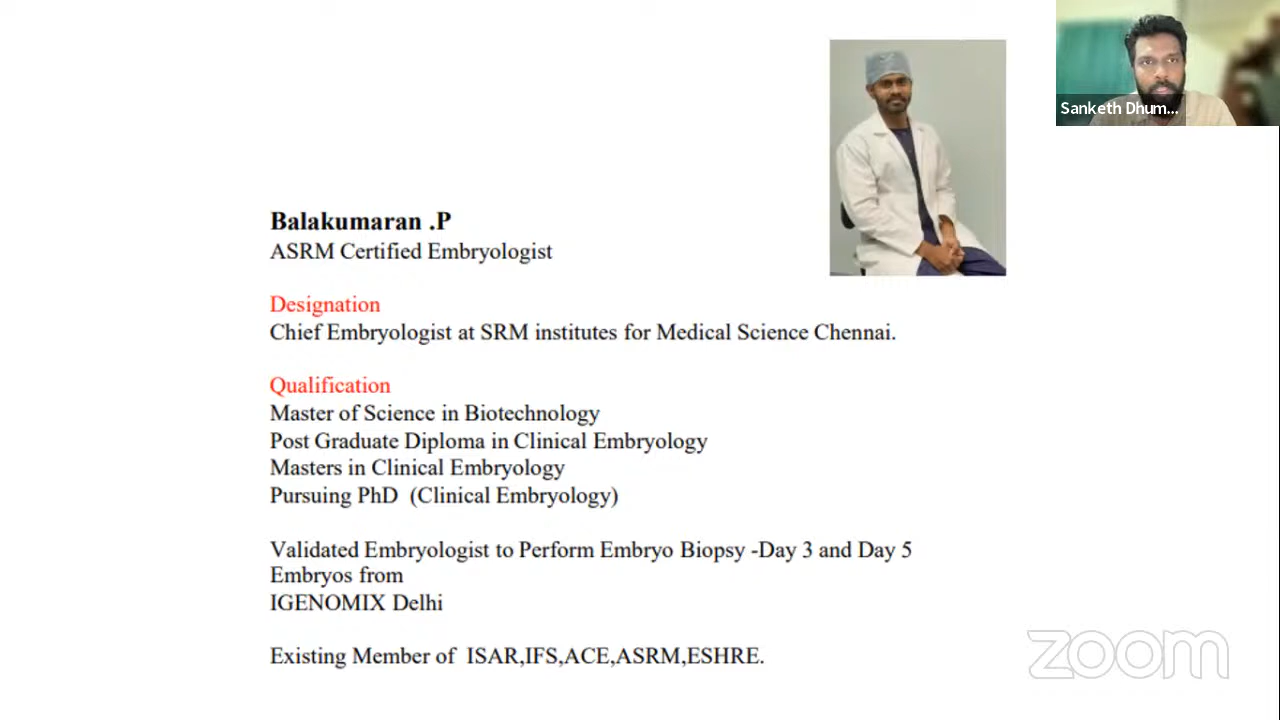 Sanketh Dhum...
Balakumaran .P
ASRM Certified Embryologist
Designation
Chief Embryologist at SRM institutes for Medical Science Chennai.
Qualification
Master of Science in Biotechnology
Post Graduate Diploma in Clinical Embryology
Masters in Clinical Embryology
Pursuing PhD (Clinical Embryology)
Validated Embryologist to Perform Embryo Biopsy -Day 3 and Day 5
Embryos from
IGENOMIX Delhi
Existing Member of ISAR,IFS,ACE,ASRM,ESHRE.
zoom